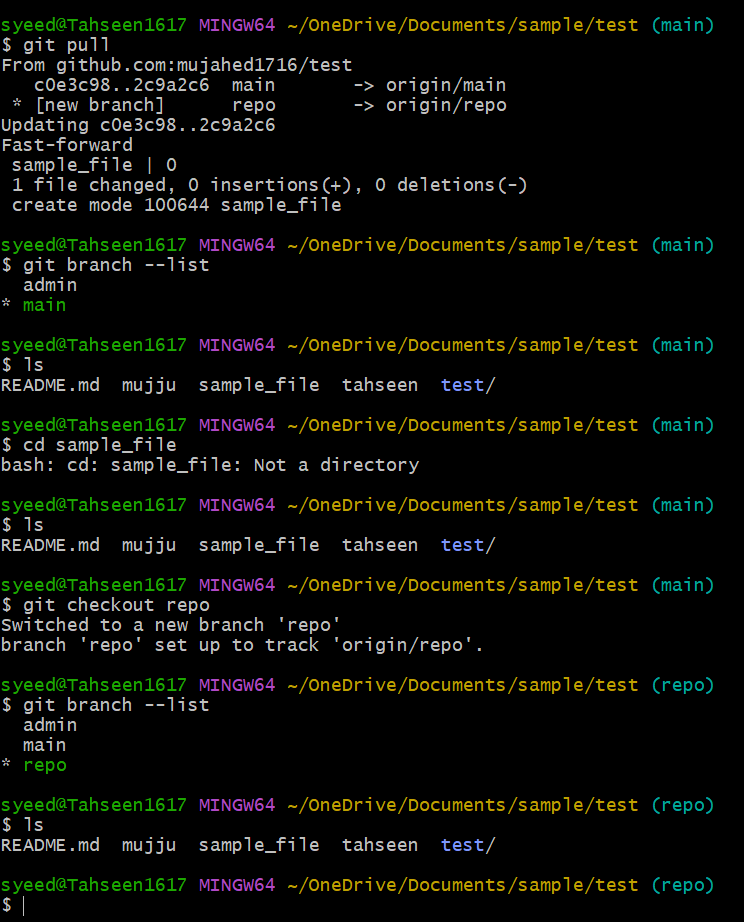 syeed@Tahseen1617 MINGW64 ~/OneDrive/Documents/sample/test (main)
$ git pull
From github.com:mujahed1716/test
   c0e3c98..2c9a2c6  main       -> origin/main
 * [new branch]      repo       -> origin/repo
Updating c0e3c98..2c9a2c6
Fast-forward
 sample_file | 0
 1 file changed, 0 insertions(+), 0 deletions(-)
 create mode 100644 sample_file
syeed@Tahseen1617 MINGW64 ~/OneDrive/Documents/sample/test (main)
$ git branch --list
  admin
* main
syeed@Tahseen1617 MINGW64 ~/OneDrive/Documents/sample/test (main)
$ ls
README.md  mujju  sample_file  tahseen  test/
syeed@Tahseen1617 MINGW64 ~/OneDrive/Documents/sample/test (main)
$ cd sample_file
bash: cd: sample_file: Not a directory
syeed@Tahseen1617 MINGW64 ~/OneDrive/Documents/sample/test (main)
$ ls
README.md  mujju  sample_file  tahseen  test/
syeed@Tahseen1617 MINGW64 ~/OneDrive/Documents/sample/test (main)
$ git checkout repo
Switched to a new branch 'repo'
branch 'repo' set up to track 'origin/repo'.
syeed@Tahseen1617 MINGW64 ~/OneDrive/Documents/sample/test (repo)
$ git branch --list
  admin
  main
* repo
syeed@Tahseen1617 MINGW64 ~/OneDrive/Documents/sample/test (repo)
$ ls
README.md  mujju  sample_file  tahseen  test/
syeed@Tahseen1617 MINGW64 ~/OneDrive/Documents/sample/test (repo)
$